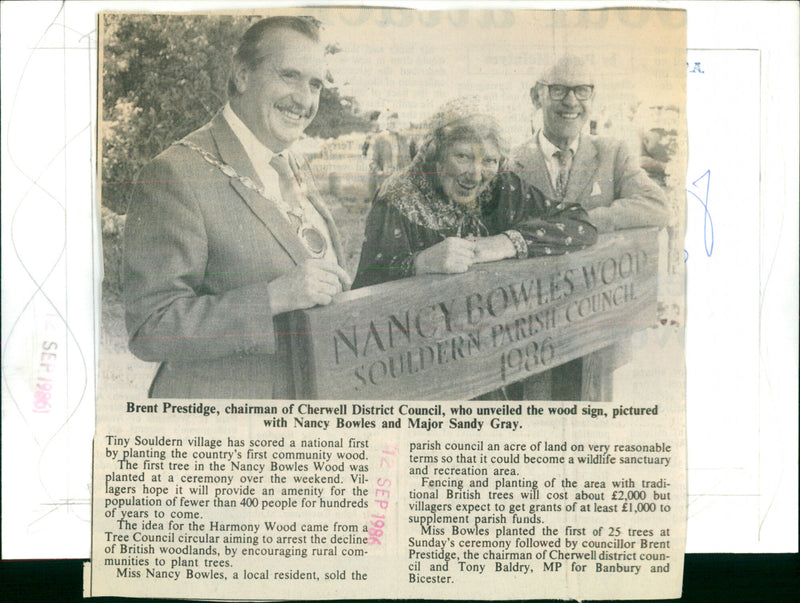 NANCY BOWLES WOOD
SOULDERN PARISH COUNCIL
1986
Brent Prestidge, chairman of Cherwell District Council, who unveiled the wood sign, pictured
with Nancy Bowles and Major Sandy Gray.
Tiny Souldern village has scored a national first
by planting the country's first community wood.
The first tree in the Nancy Bowles Wood was
planted at a ceremony over the weekend. Vil-
lagers hope it will provide an amenity for the
population of fewer than 400 people for hundreds
of years to come.
The idea for the Harmony Wood came from a
Tree Council circular aiming to arrest the decline
of British woodlands, by encouraging rural com-
munities to plant trees.
Miss Nancy Bowles, a local resident, sold the
parish council an acre of land on very reasonable
terms so that it could become a wildlife sanctuary
and recreation area.
Fencing and planting of the area with tradi-
tional British trees will cost about £2,000 but
villagers expect to get grants of at least £1,000 to
supplement parish funds.
Miss Bowles planted the first of 25 trees at
Sunday's ceremony followed by councillor Brent
Prestidge, the chairman of Cherwell district coun-
cil and Tony Baldry, MP for Banbury and
Bicester.
12 SEP 1986
12 SEP 1986